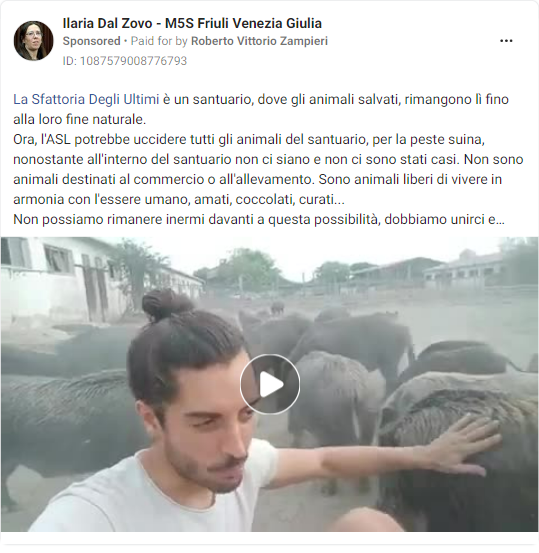 Ilaria Dal Zovo - M5S Friuli Venezia Giulia
Sponsored • Paid for by Roberto Vittorio Zampieri
ID: 1087579008776793
La Sfattoria Degli Ultimi è un santuario, dove gli animali salvati, rimangono lì fino
alla loro fine naturale.
Ora, l'ASL potrebbe uccidere tutti gli animali del santuario, per la peste suina,
nonostante all'interno del santuario non ci siano e non ci sono stati casi. Non sono
animali destinati al commercio o all'allevamento. Sono animali liberi di vivere in
armonia con l'essere umano, amati, coccolati, curati...
Non possiamo rimanere inermi davanti a questa possibilità, dobbiamo unirci e…